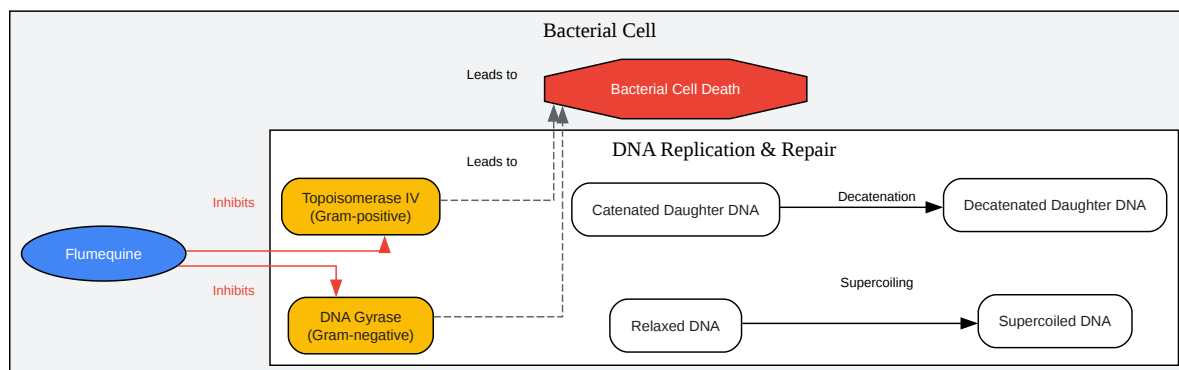 Bacterial Cell
Leads to
Bacterial Cell Death
DNA Replication & Repair
Leads to
Topoisomerase IV
(Gram-positive)
Inhibits
Catenated Daughter DNA
Decatenation
Decatenated Daughter DNA
Flumequine
Inhibits
DNA Gyrase
(Gram-negative)
Relaxed DNA
Supercoiling
Supercoiled DNA